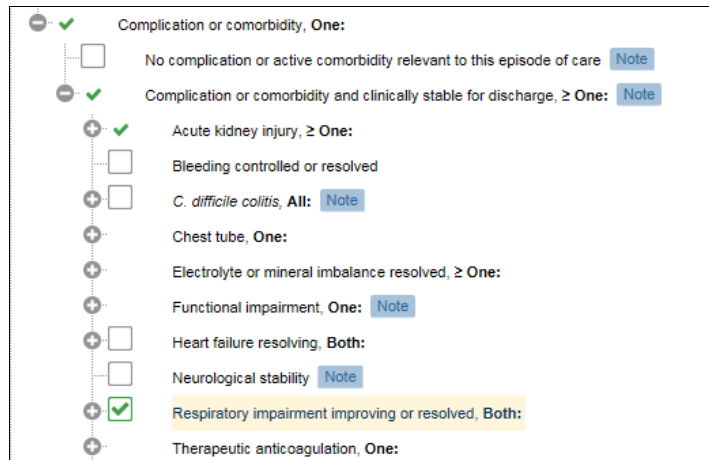 Complication or comorbidity, One:
No complication or active comorbidity relevant to this episode of care Note
Complication or comorbidity and clinically stable for discharge, ≥ One: Note
Acute kidney injury, ≥ One:
Bleeding controlled or resolved
C. difficile colitis, All: Note
Chest tube, One:
Electrolyte or mineral imbalance resolved, ≥ One:
Functional impairment, One: Note
Heart failure resolving, Both:
Neurological stability Note
Respiratory impairment improving or resolved, Both:
Therapeutic anticoagulation, One: